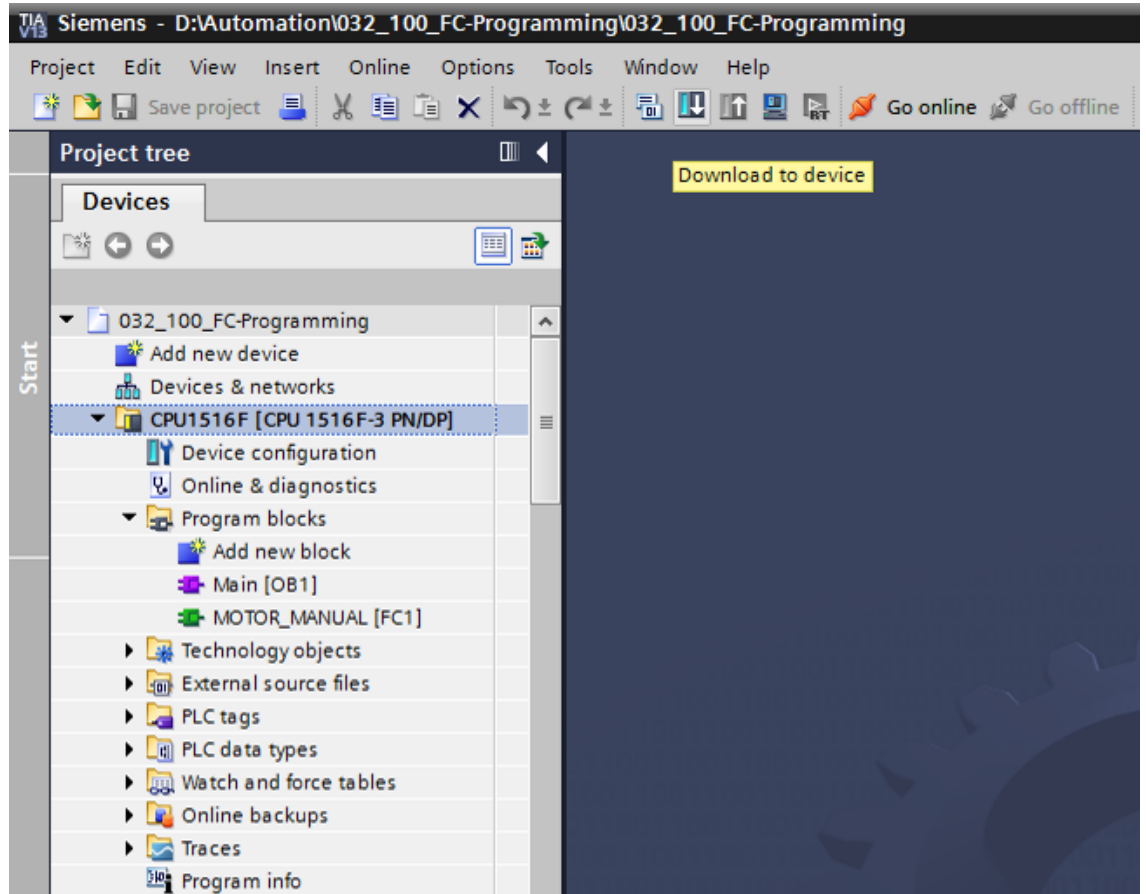 TIA V13 Siemens - D:\Automation\032_100_FC-Programming\032_100_FC-Programming
Project Edit View Insert Online Options Tools Window Help
Save project Go online Go offline
Project tree
Download to device
Devices
Start
032_100_FC-Programming
Add new device
Devices & networks
CPU1516F [CPU 1516F-3 PN/DP]
Device configuration
Online & diagnostics
Program blocks
Add new block
Main [OB1]
MOTOR_MANUAL [FC1]
Technology objects
External source files
PLC tags
PLC data types
Watch and force tables
Online backups
Traces
Program info